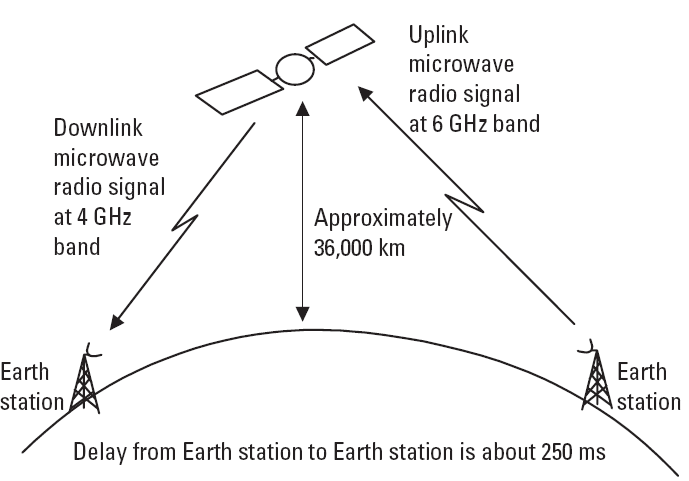 Uplink
microwave
radio signal
at 6 GHz band
Downlink
microwave
radio signal
at 4 GHz
band
Approximately
36,000 km
Earth
station
Earth
station
Delay from Earth station to Earth station is about 250 ms